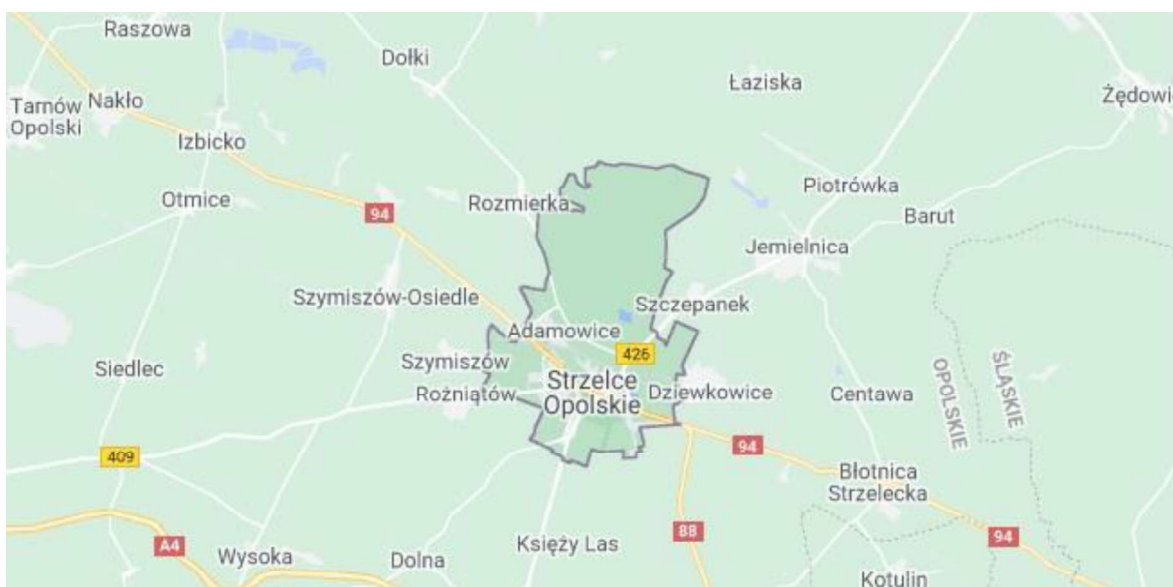 Raszowa
Dołki
Łaziska
Tarnów
Opolski
Nakło
Żędowi
Izbicko
Piotrówka
Otmice
Rozmierka
94
Barut
Jemielnica
Szymiszów-Osiedle
Szczepanek
Adamowice
426
Szymiszów
Siedlec
Strzelce
Opolskie
Rożniątów
Dziewkowice
Centawa
OPOLSKIE
ŚLĄSKIE
409
94
Błotnica
Strzelecka
A4
Wysoka
Dolna
Księży Las
88
94
Kotulin